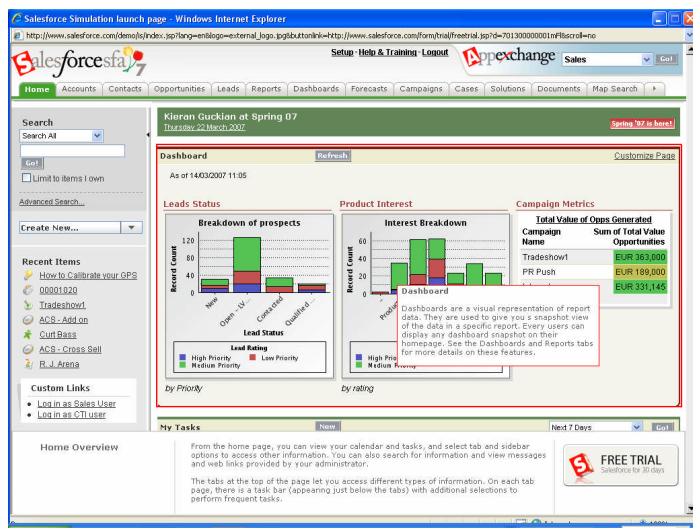 Salesforce Simulation launch page - Windows Internet Explorer
http://www.salesforce.com/demo/ls/index.jsp?lang=en&logo=external_logo.jpg&buttonlink=http://www.salesforce.com/form/trial/freetrial.jsp?d=701300000001mFl&scroll=no
Salesforce sfa 7
Setup · Help & Training · Logout
Appexchange
Sales
Go!
Home
Accounts
Contacts
Opportunities
Leads
Reports
Dashboards
Forecasts
Campaigns
Cases
Solutions
Documents
Map Search
Search
Search All
Go!
Limit to items I own
Advanced Search...
Create New...
Recent Items
How to Calibrate your GPS
00001020
Tradeshow1
ACS - Add on
Curt Bass
ACS - Cross Sell
R. J. Arena
Custom Links
Log in as Sales User
Log in as CTI user
Kieran Guckian at Spring 07
Thursday 22 March 2007
Spring '07 is here!
Dashboard
Refresh
Customize Page
As of 14/03/2007 11:05
Leads Status
Breakdown of prospects
Record Count
120
80
40
0
New
Open - (LV...
Contacted
Qualified...
Lead Status
Lead Rating
High Priority
Low Priority
Medium Priority
by Priority
Product Interest
Interest Breakdown
Record Count
60
40
20
0
High Prio
Medium
by rating
Campaign Metrics
Total Value of Opps Generated
Campaign Name
Sum of Total Value Opportunities
Tradeshow1
EUR 363,000
PR Push
EUR 189,000
EUR 331,145
Dashboard
Dashboards are a visual representation of report
data. They are used to give you s snapshot view
of the data in a specific report. Every users can
display any dashboard snapshot on their
homepage. See the Dashboards and Reports tabs
for more details on these features.
My Tasks
New
Next 7 Days
Go!
Home Overview
From the home page, you can view your calendar and tasks, and select tab and sidebar
options to access other information. You can also search for information and view messages
and web links provided by your administrator.
The tabs at the top of the page let you access different types of information. On each tab
page, there is a task bar (appearing just below the tabs) with additional selections to
perform frequent tasks.
FREE TRIAL
Salesforce for 30 days